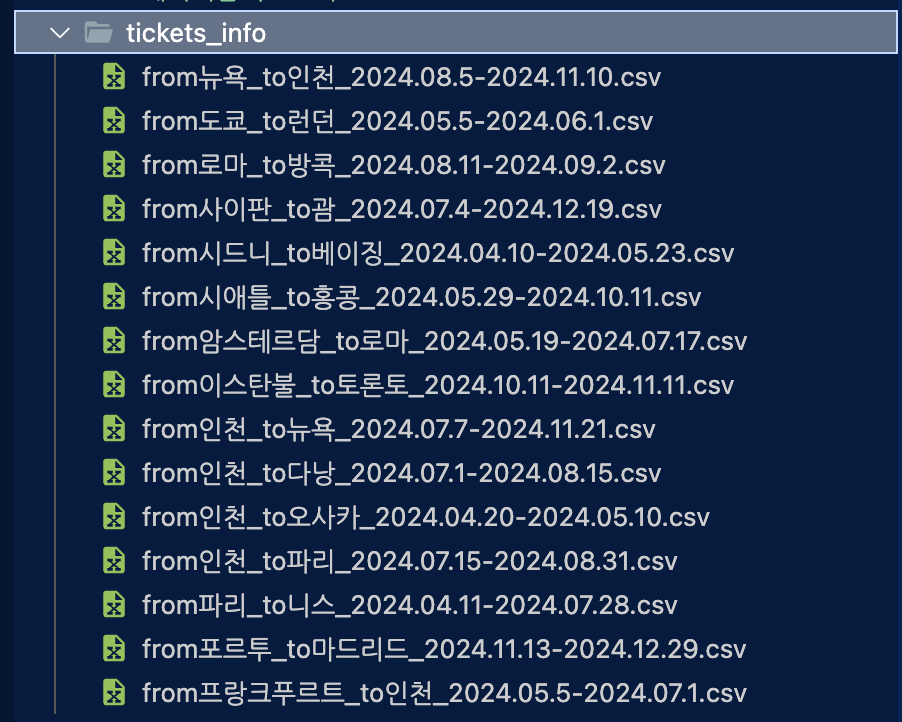 tickets_info
from뉴욕_to인천_2024.08.5-2024.11.10.csv
from도쿄_to런던_2024.05.5-2024.06.1.csv
from로마_to방콕_2024.08.11-2024.09.2.csv
from사이판_to괌_2024.07.4-2024.12.19.csv
from시드니_to베이징_2024.04.10-2024.05.23.csv
from시애틀_to홍콩_2024.05.29-2024.10.11.csv
from암스테르담_to로마_2024.05.19-2024.07.17.csv
from이스탄불_to토론토_2024.10.11-2024.11.11.csv
from인천_to뉴욕_2024.07.7-2024.11.21.csv
from인천_to다낭_2024.07.1-2024.08.15.csv
from인천_to오사카_2024.04.20-2024.05.10.csv
from인천_to파리_2024.07.15-2024.08.31.csv
from파리_to니스_2024.04.11-2024.07.28.csv
from포르투_to마드리드_2024.11.13-2024.12.29.csv
from프랑크푸르트_to인천_2024.05.5-2024.07.1.csv